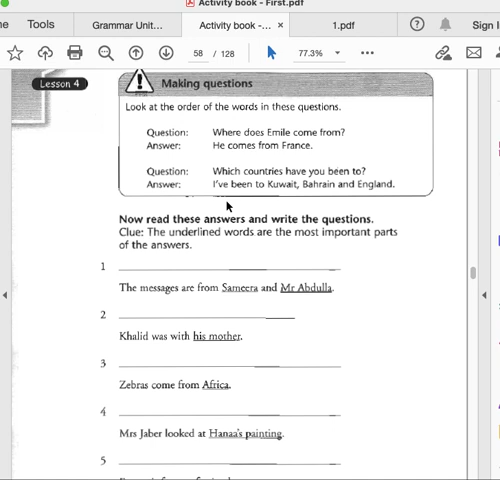 Activity book - First.pdf
Tools
Grammar Unit...
Activity book -... ×
1.pdf
Sign I
58 / 128
77.3%
Lesson 4
Making questions
Look at the order of the words in these questions.
Question: Where does Emile come from?
Answer: He comes from France.
Question: Which countries have you been to?
Answer: I've been to Kuwait, Bahrain and England.
Now read these answers and write the questions.
Clue: The underlined words are the most important parts
of the answers.
1
The messages are from Sameera and Mr Abdulla.
2
Khalid was with his mother.
3
Zebras come from Africa.
4
Mrs Jaber looked at Hanaa's painting.
5